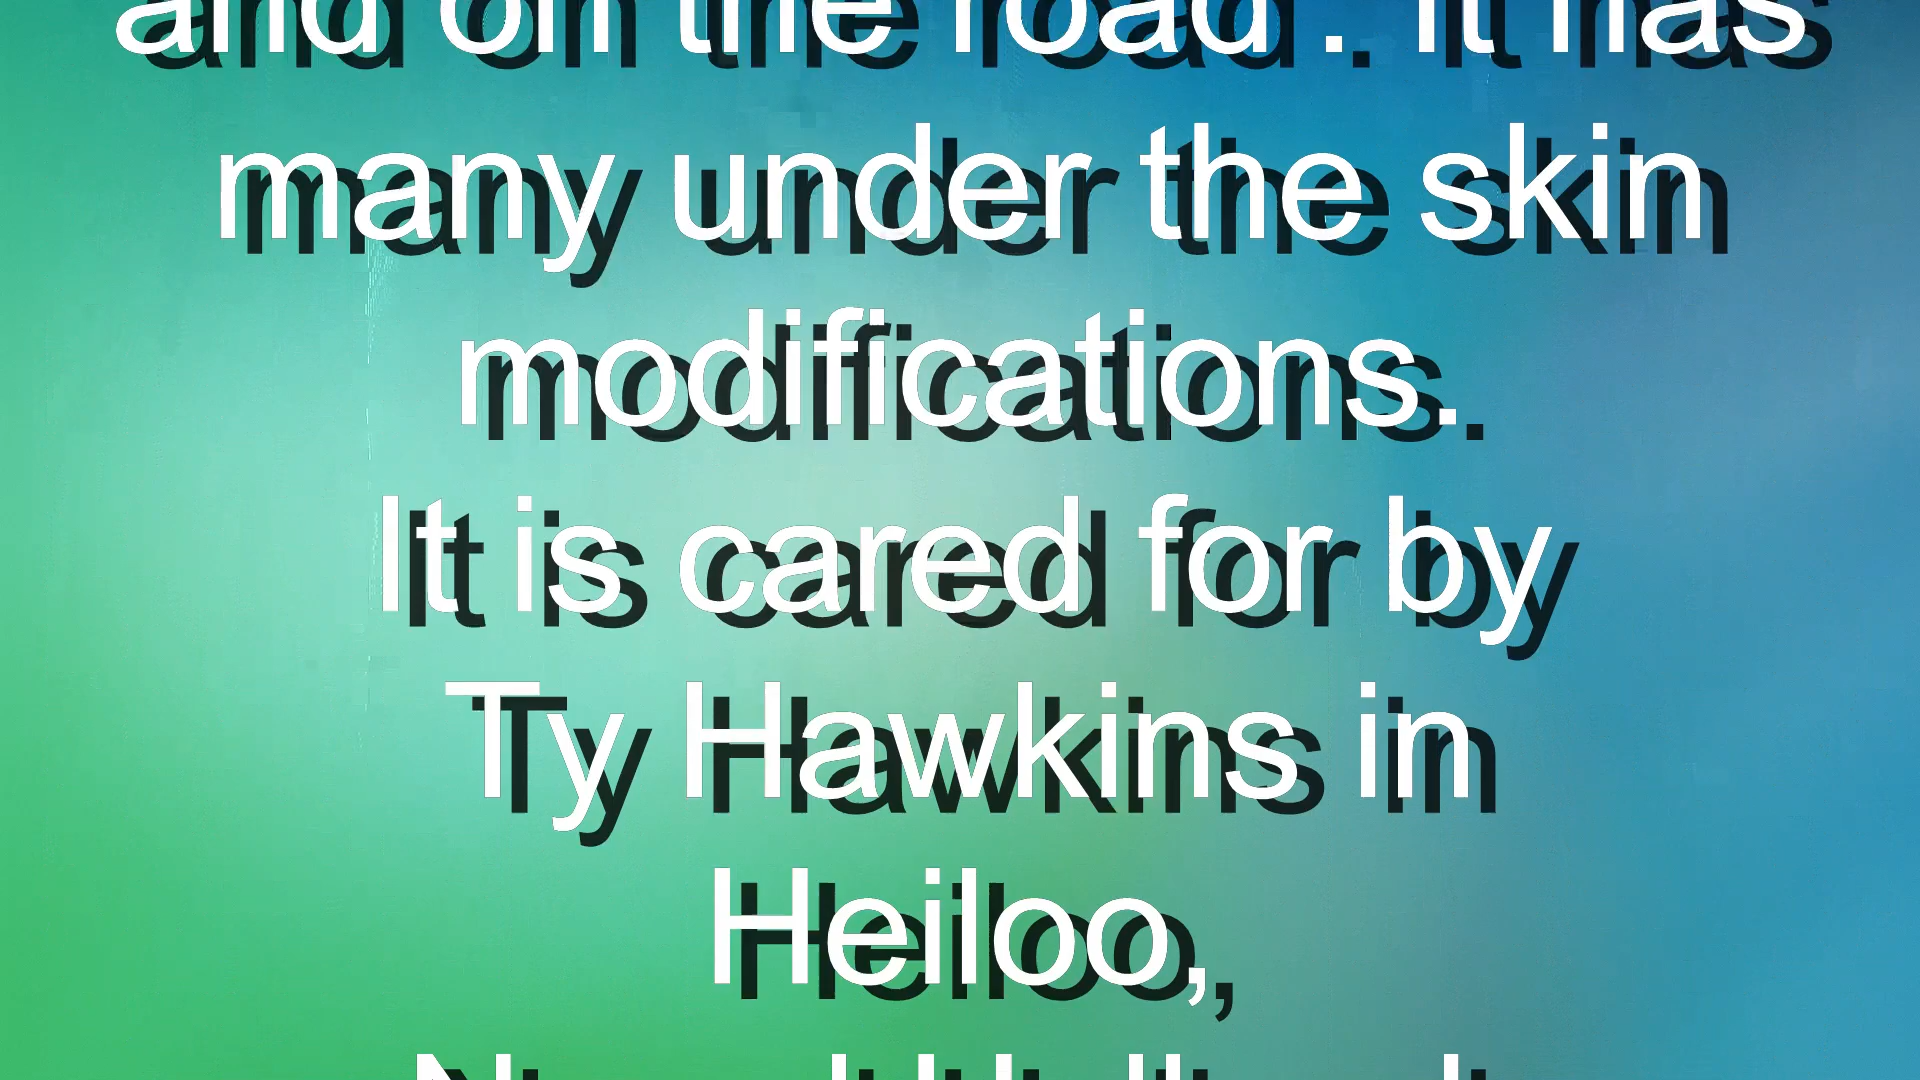 and on the road . It has
many under the skin
modifications.
It is cared for by
Ty Hawkins in
Heiloo,